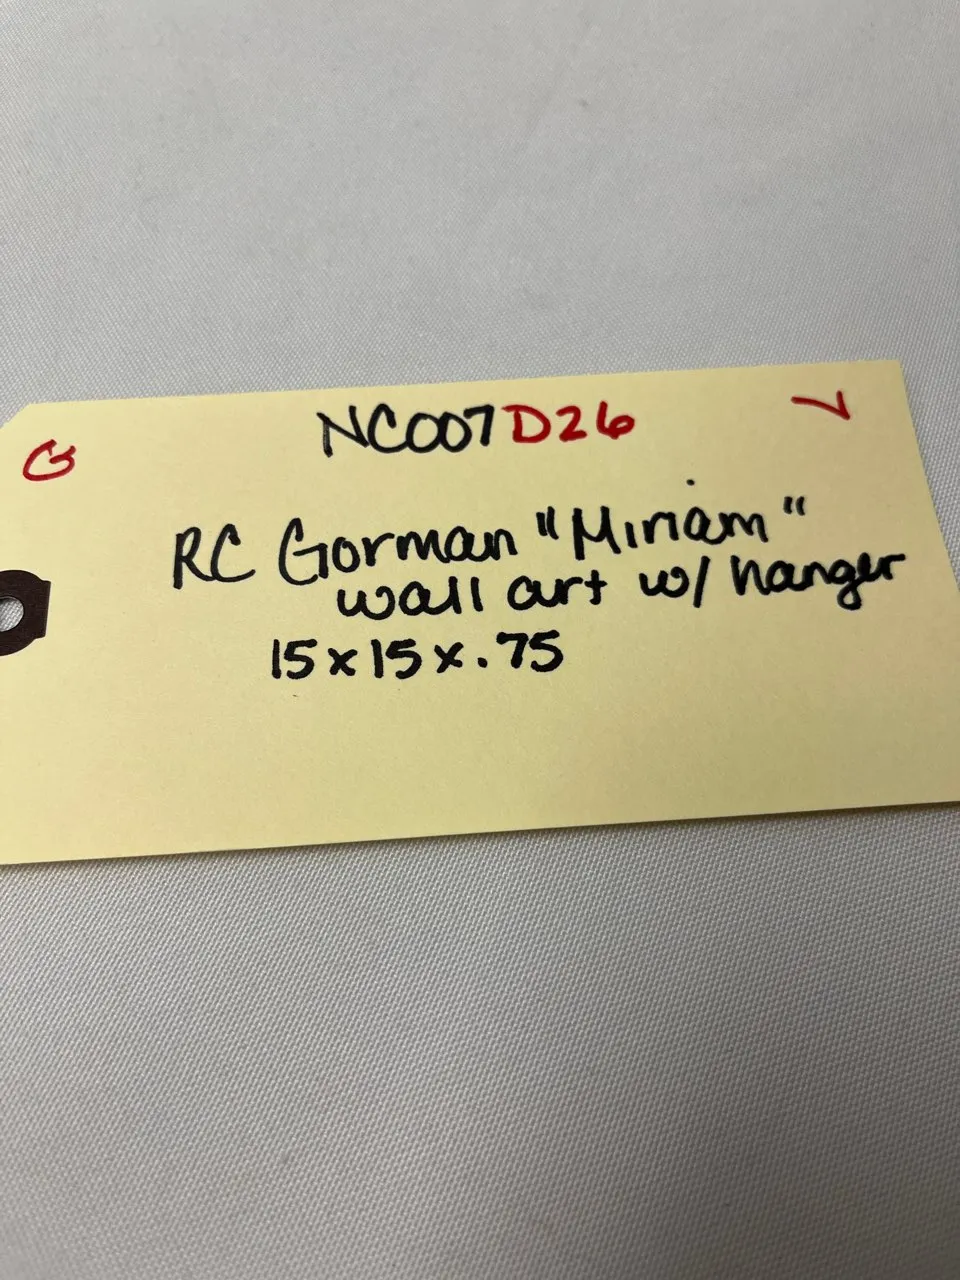 G NC007D26 V
RC Gorman "Miriam"
wall art w/ hanger
15x15x.75